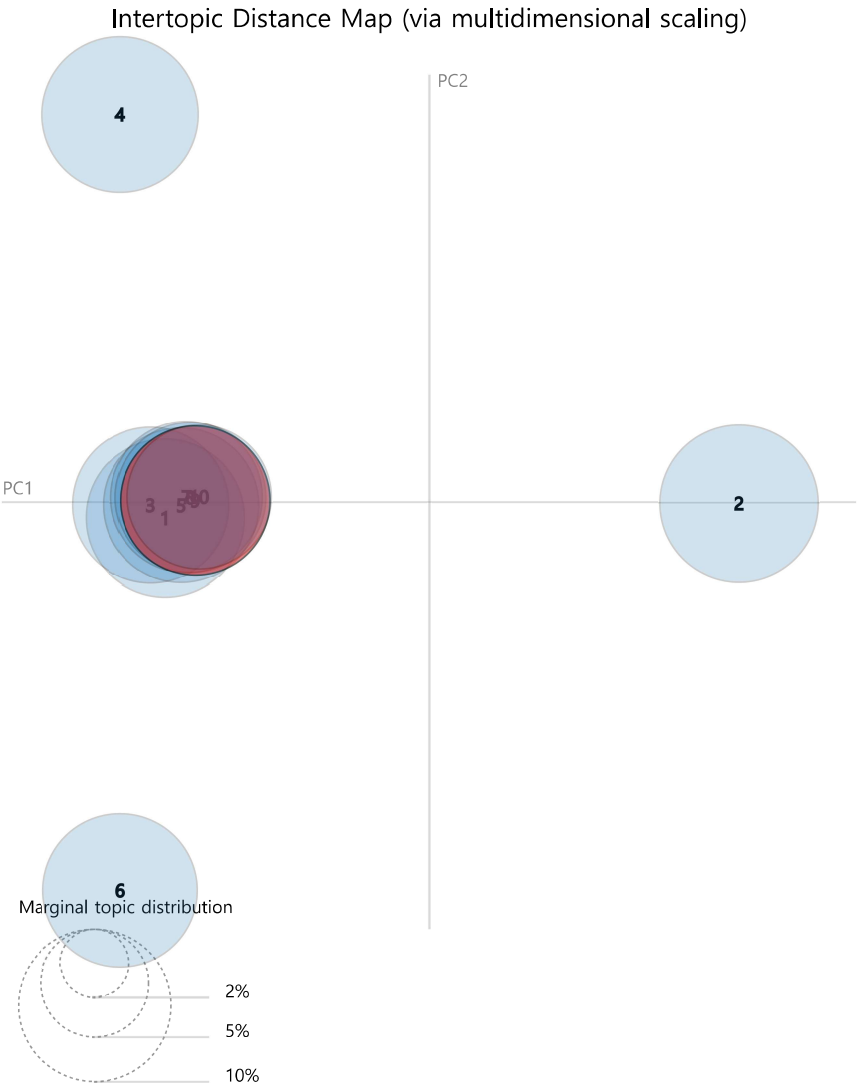 Intertopic Distance Map (via multidimensional scaling)
PC2
4
PC1
3
1
5
10
2
6
Marginal topic distribution
2%
5%
10%